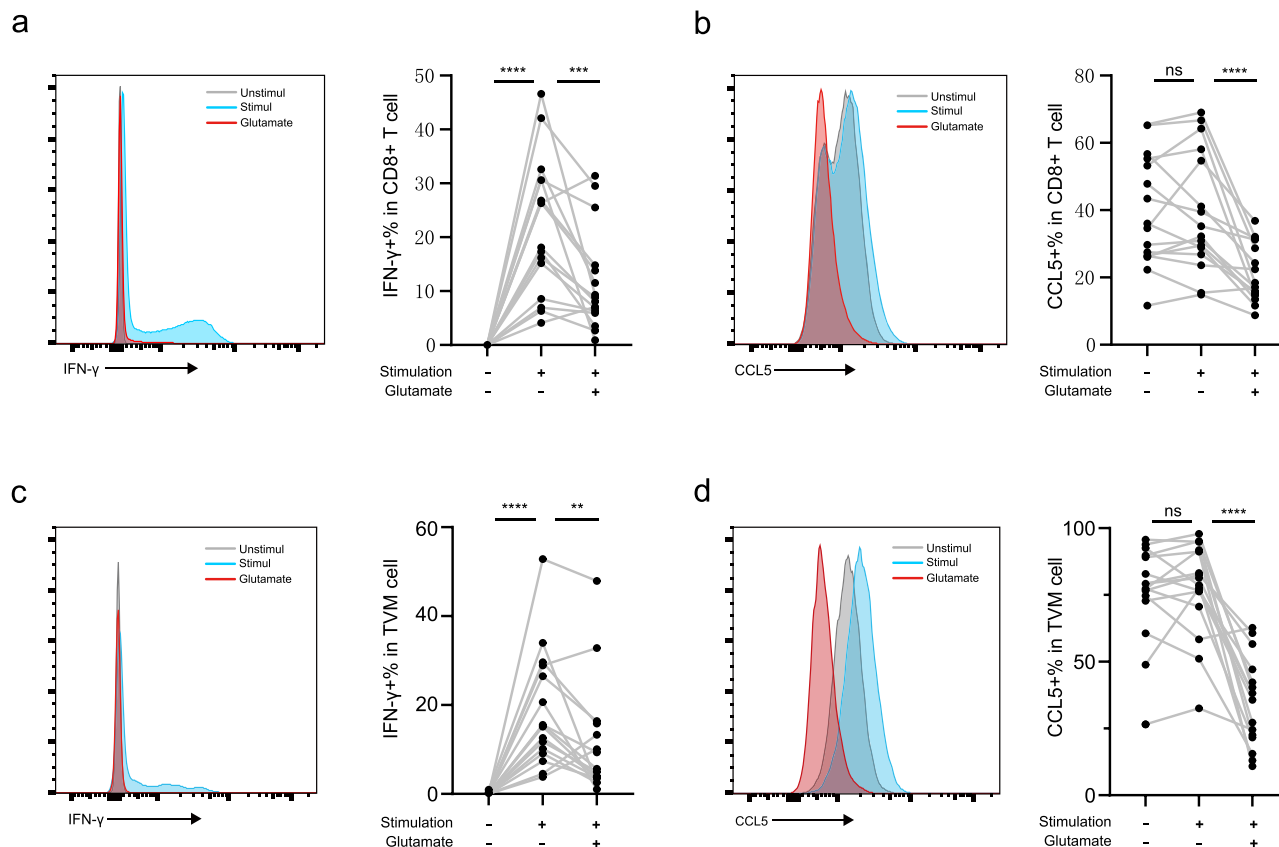 a
Unstimul
Stimul
Glutamate
IFN-γ
IFN-γ+% in CD8+ T cell
50
40
30
20
10
0
**** ***
Stimulation - + +
Glutamate - - +
b
Unstimul
Stimul
Glutamate
CCL5
CCL5+% in CD8+ T cell
80
60
40
20
0
ns ****
Stimulation - + +
Glutamate - - +
c
Unstimul
Stimul
Glutamate
IFN-γ
IFN-γ+% in TVM cell
60
40
20
0
**** **
Stimulation - + +
Glutamate - - +
d
Unstimul
Stimul
Glutamate
CCL5
CCL5+% in TVM cell
100
50
0
ns ****
Stimulation - + +
Glutamate - - +